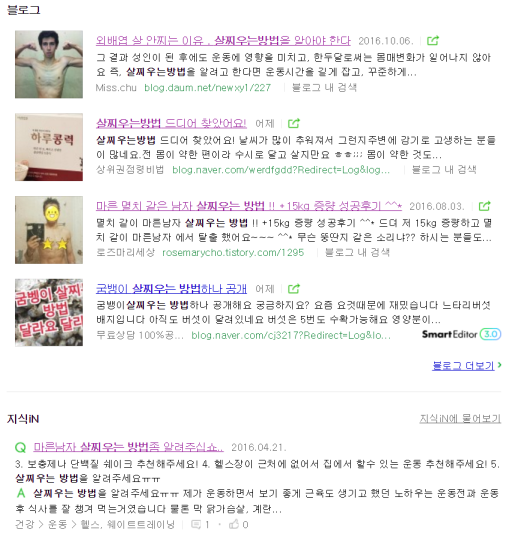 블로그
외배엽 살 안찌는 이유 , 살찌우는방법을 알아야 한다 2016.10.06.
그 결과 성인이 된 후에도 운동에 영향을 미치고, 한두달로써는 몸매변화가 일어나지 않아
요 즉, 살찌우는방법을 알려고 한다면 운동시간을 길게 잡고, 꾸준하게...
Miss.chu blog.daum.net/newxy1/227 블로그 내 검색
하루콩력
살찌우는방법 드디어 찾았어요! 어제
살찌우는방법 드디어 찾았어요! 날씨가 많이 추워져서 그런지주변에 감기로 고생하는 분들
이 많네요.전 몸이 약한 편이라 수시로 달고 살지만요 ㅎㅎ::: 몸이 약한 것도...
상위권점령비법 blog.naver.com/werdfgdd?Redirect=Log&log... 블로그 내 검색
마른 멸치 같은 남자 살찌우는 방법 !! +15kg 증량 성공후기 ^^* 2016.08.03.
멸치 같이 마른남자 살찌우는 방법 !! +15kg 증량 성공후기 ^^* 드뎌 저 15kg 증량하고 멸
치 같이 마른남자 에서 탈출 했어요~~~ ^^* 무슨 뚱딴지 같은 소리냐?? 하시는 분들도...
로즈마리세상 rosemarycho.tistory.com/1295 블로그 내 검색
굼벵이 살찌
방법
달라요 달라
굼벵이 살찌우는 방법하나 공개 어제
굼벵이살찌우는 방법하나 공개해요 궁금하지요? 요즘 요것때문에 재밌습니다 느타리버섯
배지입니다 아직도 버섯이 달려있네요 버섯은 5번도 수확가능해요 영양분이...
무료상담 100%공... blog.naver.com/cj3217?Redirect=Log&lo...
SmartEditor 3.0
블로그 더보기
지식iN
지식iN에 물어보기
Q 마른남자 살찌우는 방법좀 알려주십쇼.. 2016.04.21.
3. 보충제나 단백질 쉐이크 추천해주세요! 4. 헬스장이 근처에 없어서 집에서 할수 있는 운동 추천해주세요! 5.
살찌우는 방법을 알려주세요ㅠㅠ
A 살찌우는 방법을 알려주세요ㅠㅠ 제가 운동하면서 보기 좋게 근육도 생기고 했던 노하우는 운동전과 운동
후 식사를 잘 챙겨 먹는거였습니다 물론 막 닭가슴살, 계란...
건강 > 운동 > 헬스, 웨이트트레이닝 1 · 0